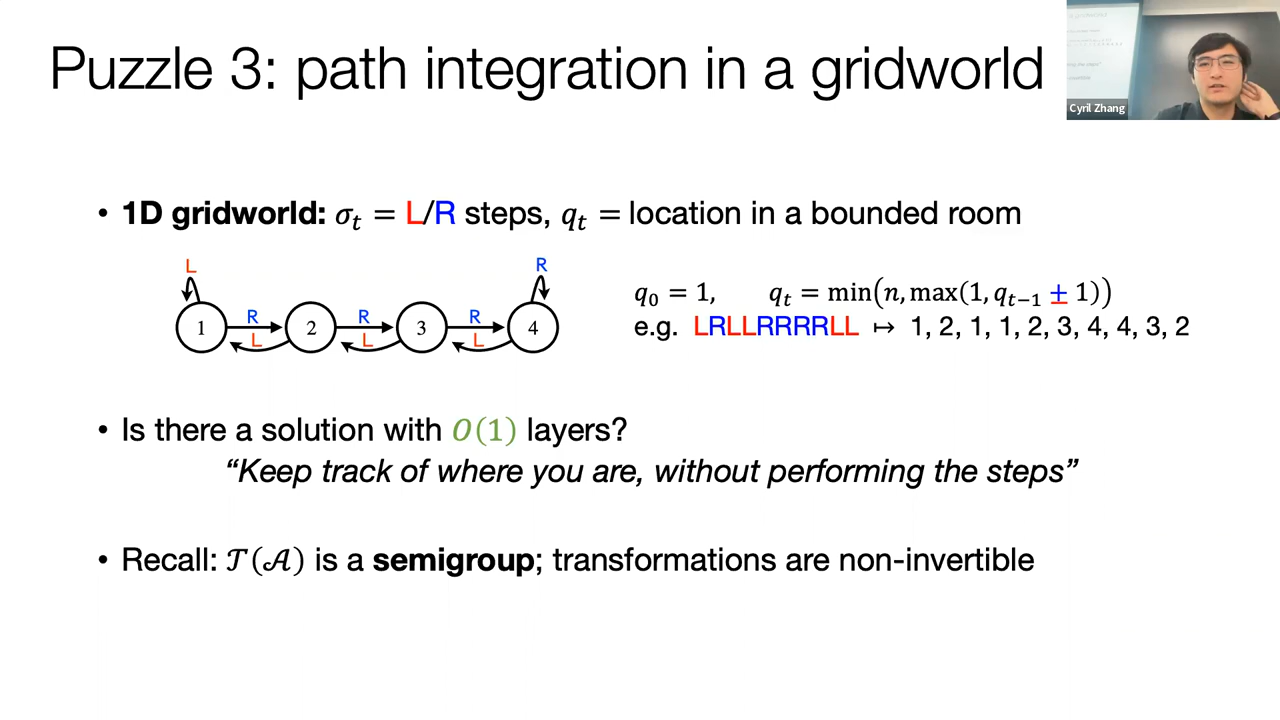 Puzzle 3: path integration in a gridworld
Cyril Zhang
• 1D gridworld: σₜ = L/R steps, qₜ = location in a bounded room
L R
R R R
1 2 3 4
L L L
q₀ = 1, qₜ = min(n, max(1, qₜ₋₁ ± 1))
e.g. LRLLRRRRLL ↦ 1, 2, 1, 1, 2, 3, 4, 4, 3, 2
• Is there a solution with O(1) layers?
“Keep track of where you are, without performing the steps”
• Recall: 𝒯(𝒜) is a semigroup; transformations are non-invertible